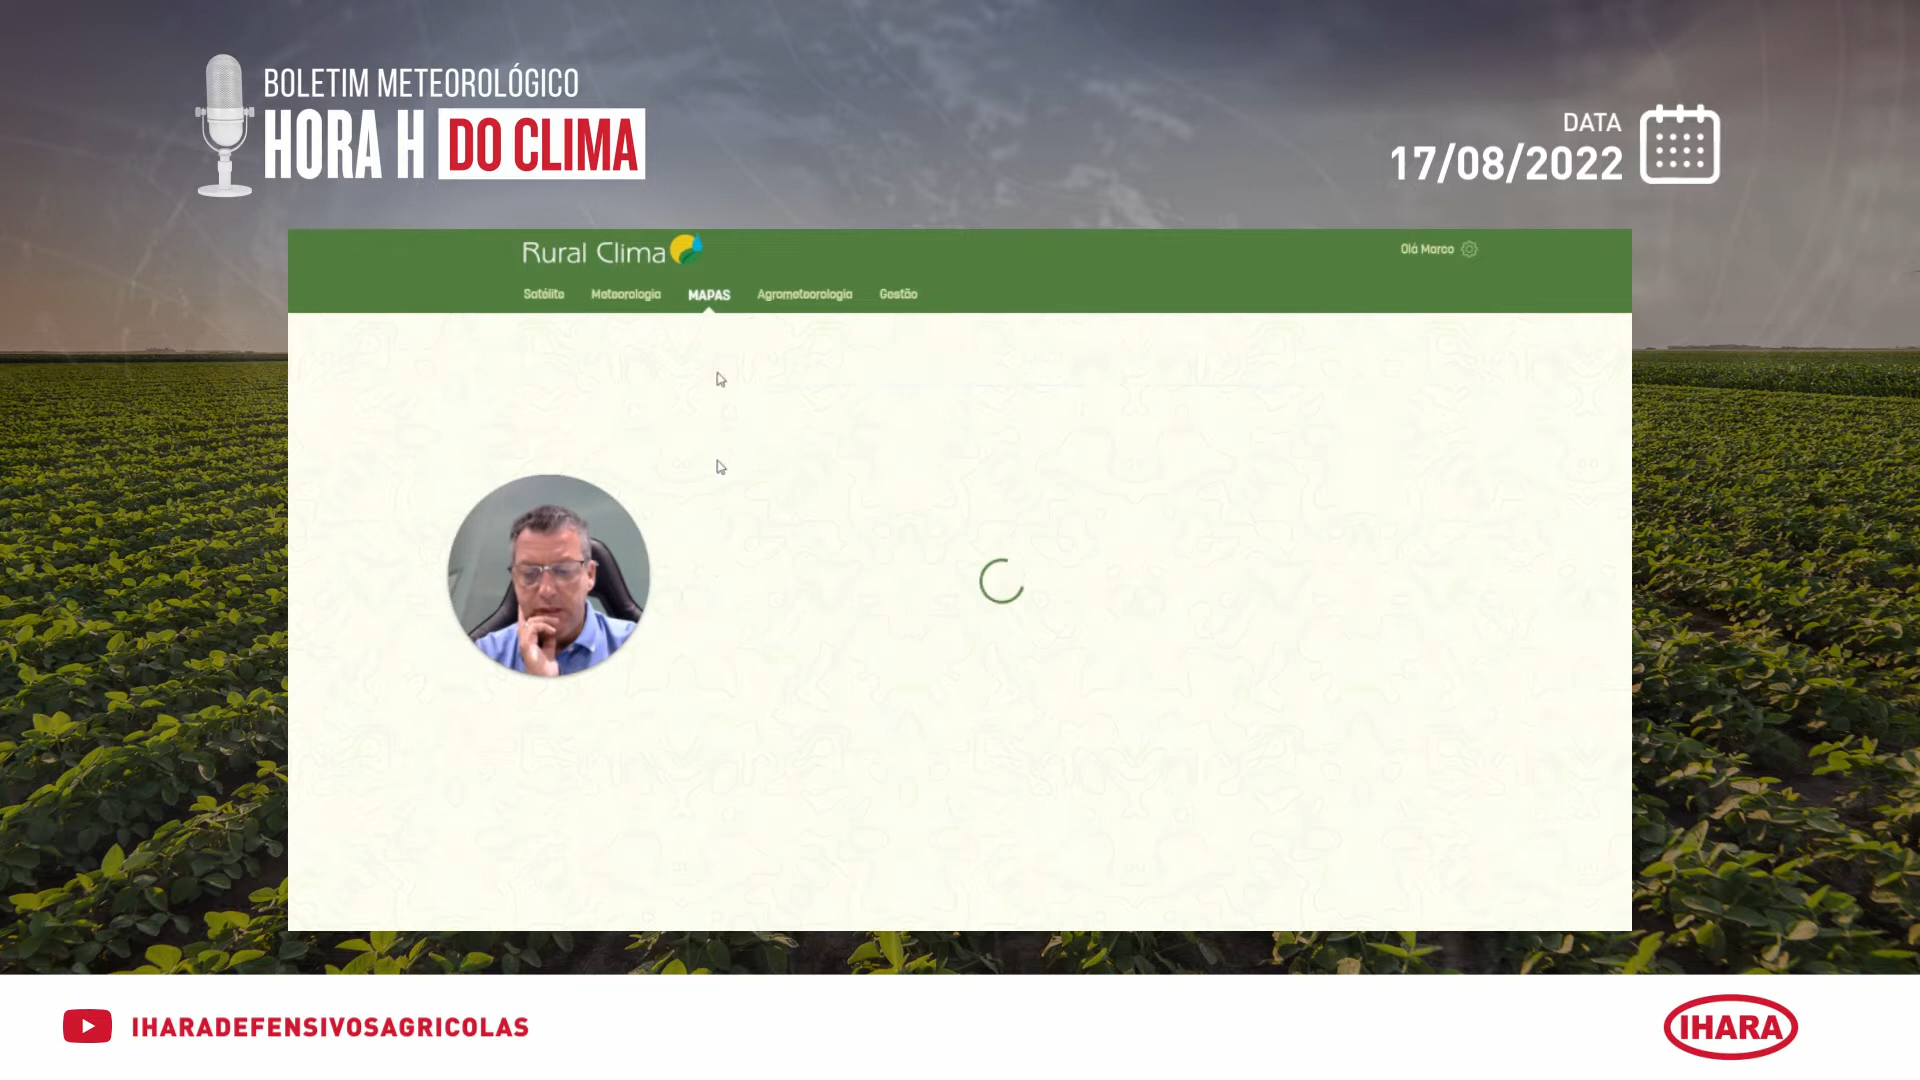 BOLETIM METEOROLÓGICO
HORA H DO CLIMA
DATA
17/08/2022
Rural Clima
Olá Marco
Satélite Meteorologia MAPAS Agrometeorologia Gestão
IHARADEFENSIVOSAGRICOLAS
IHARA